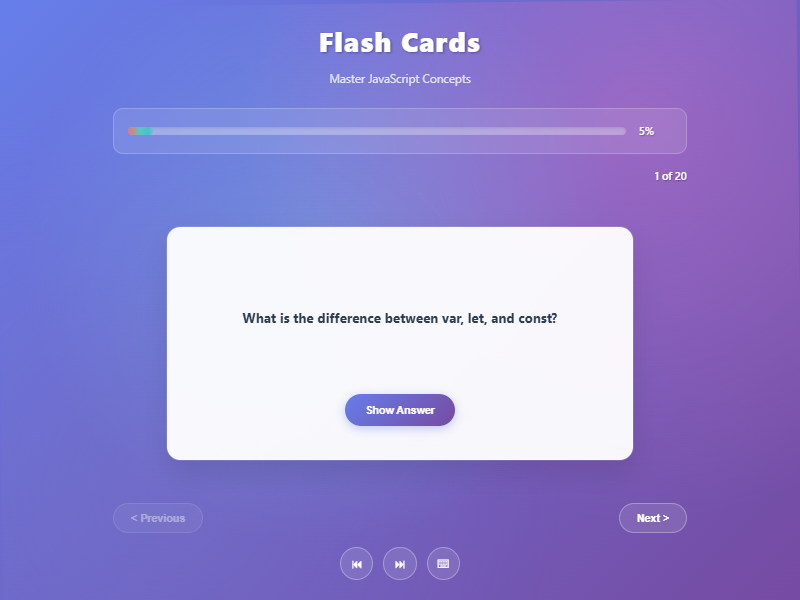 Flash Cards
Master JavaScript Concepts
5%
1 of 20
What is the difference between var, let, and const?
Show Answer
< Previous
Next >